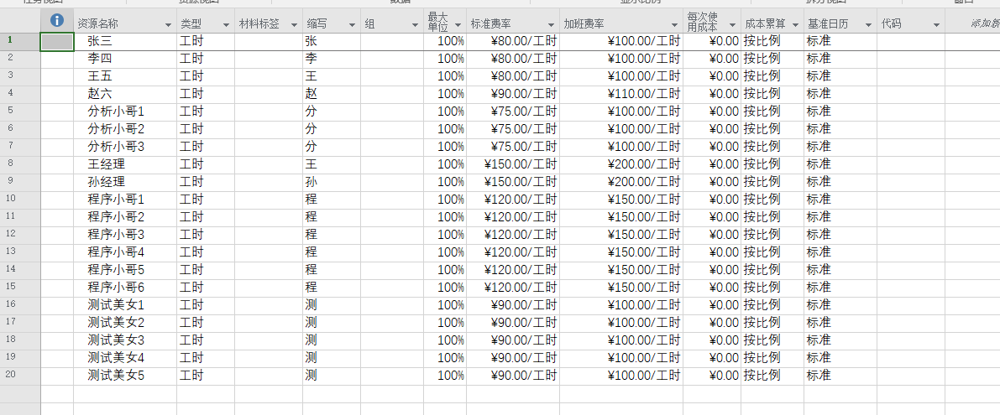 资源名称 类型 材料标签 缩写 组 最大单位 标准费率 加班费率 每次使用成本 成本累算 基准日历 代码
1 张三 工时 张 100% ¥80.00/工时 ¥100.00/工时 ¥0.00 按比例 标准
2 李四 工时 李 100% ¥80.00/工时 ¥100.00/工时 ¥0.00 按比例 标准
3 王五 工时 王 100% ¥80.00/工时 ¥100.00/工时 ¥0.00 按比例 标准
4 赵六 工时 赵 100% ¥90.00/工时 ¥110.00/工时 ¥0.00 按比例 标准
5 分析小哥1 工时 分 100% ¥75.00/工时 ¥100.00/工时 ¥0.00 按比例 标准
6 分析小哥2 工时 分 100% ¥75.00/工时 ¥100.00/工时 ¥0.00 按比例 标准
7 分析小哥3 工时 分 100% ¥75.00/工时 ¥100.00/工时 ¥0.00 按比例 标准
8 王经理 工时 王 100% ¥150.00/工时 ¥200.00/工时 ¥0.00 按比例 标准
9 孙经理 工时 孙 100% ¥150.00/工时 ¥200.00/工时 ¥0.00 按比例 标准
10 程序小哥1 工时 程 100% ¥120.00/工时 ¥150.00/工时 ¥0.00 按比例 标准
11 程序小哥2 工时 程 100% ¥120.00/工时 ¥150.00/工时 ¥0.00 按比例 标准
12 程序小哥3 工时 程 100% ¥120.00/工时 ¥150.00/工时 ¥0.00 按比例 标准
13 程序小哥4 工时 程 100% ¥120.00/工时 ¥150.00/工时 ¥0.00 按比例 标准
14 程序小哥5 工时 程 100% ¥120.00/工时 ¥150.00/工时 ¥0.00 按比例 标准
15 程序小哥6 工时 程 100% ¥120.00/工时 ¥150.00/工时 ¥0.00 按比例 标准
16 测试美女1 工时 测 100% ¥90.00/工时 ¥100.00/工时 ¥0.00 按比例 标准
17 测试美女2 工时 测 100% ¥90.00/工时 ¥100.00/工时 ¥0.00 按比例 标准
18 测试美女3 工时 测 100% ¥90.00/工时 ¥100.00/工时 ¥0.00 按比例 标准
19 测试美女4 工时 测 100% ¥90.00/工时 ¥100.00/工时 ¥0.00 按比例 标准
20 测试美女5 工时 测 100% ¥90.00/工时 ¥100.00/工时 ¥0.00 按比例 标准